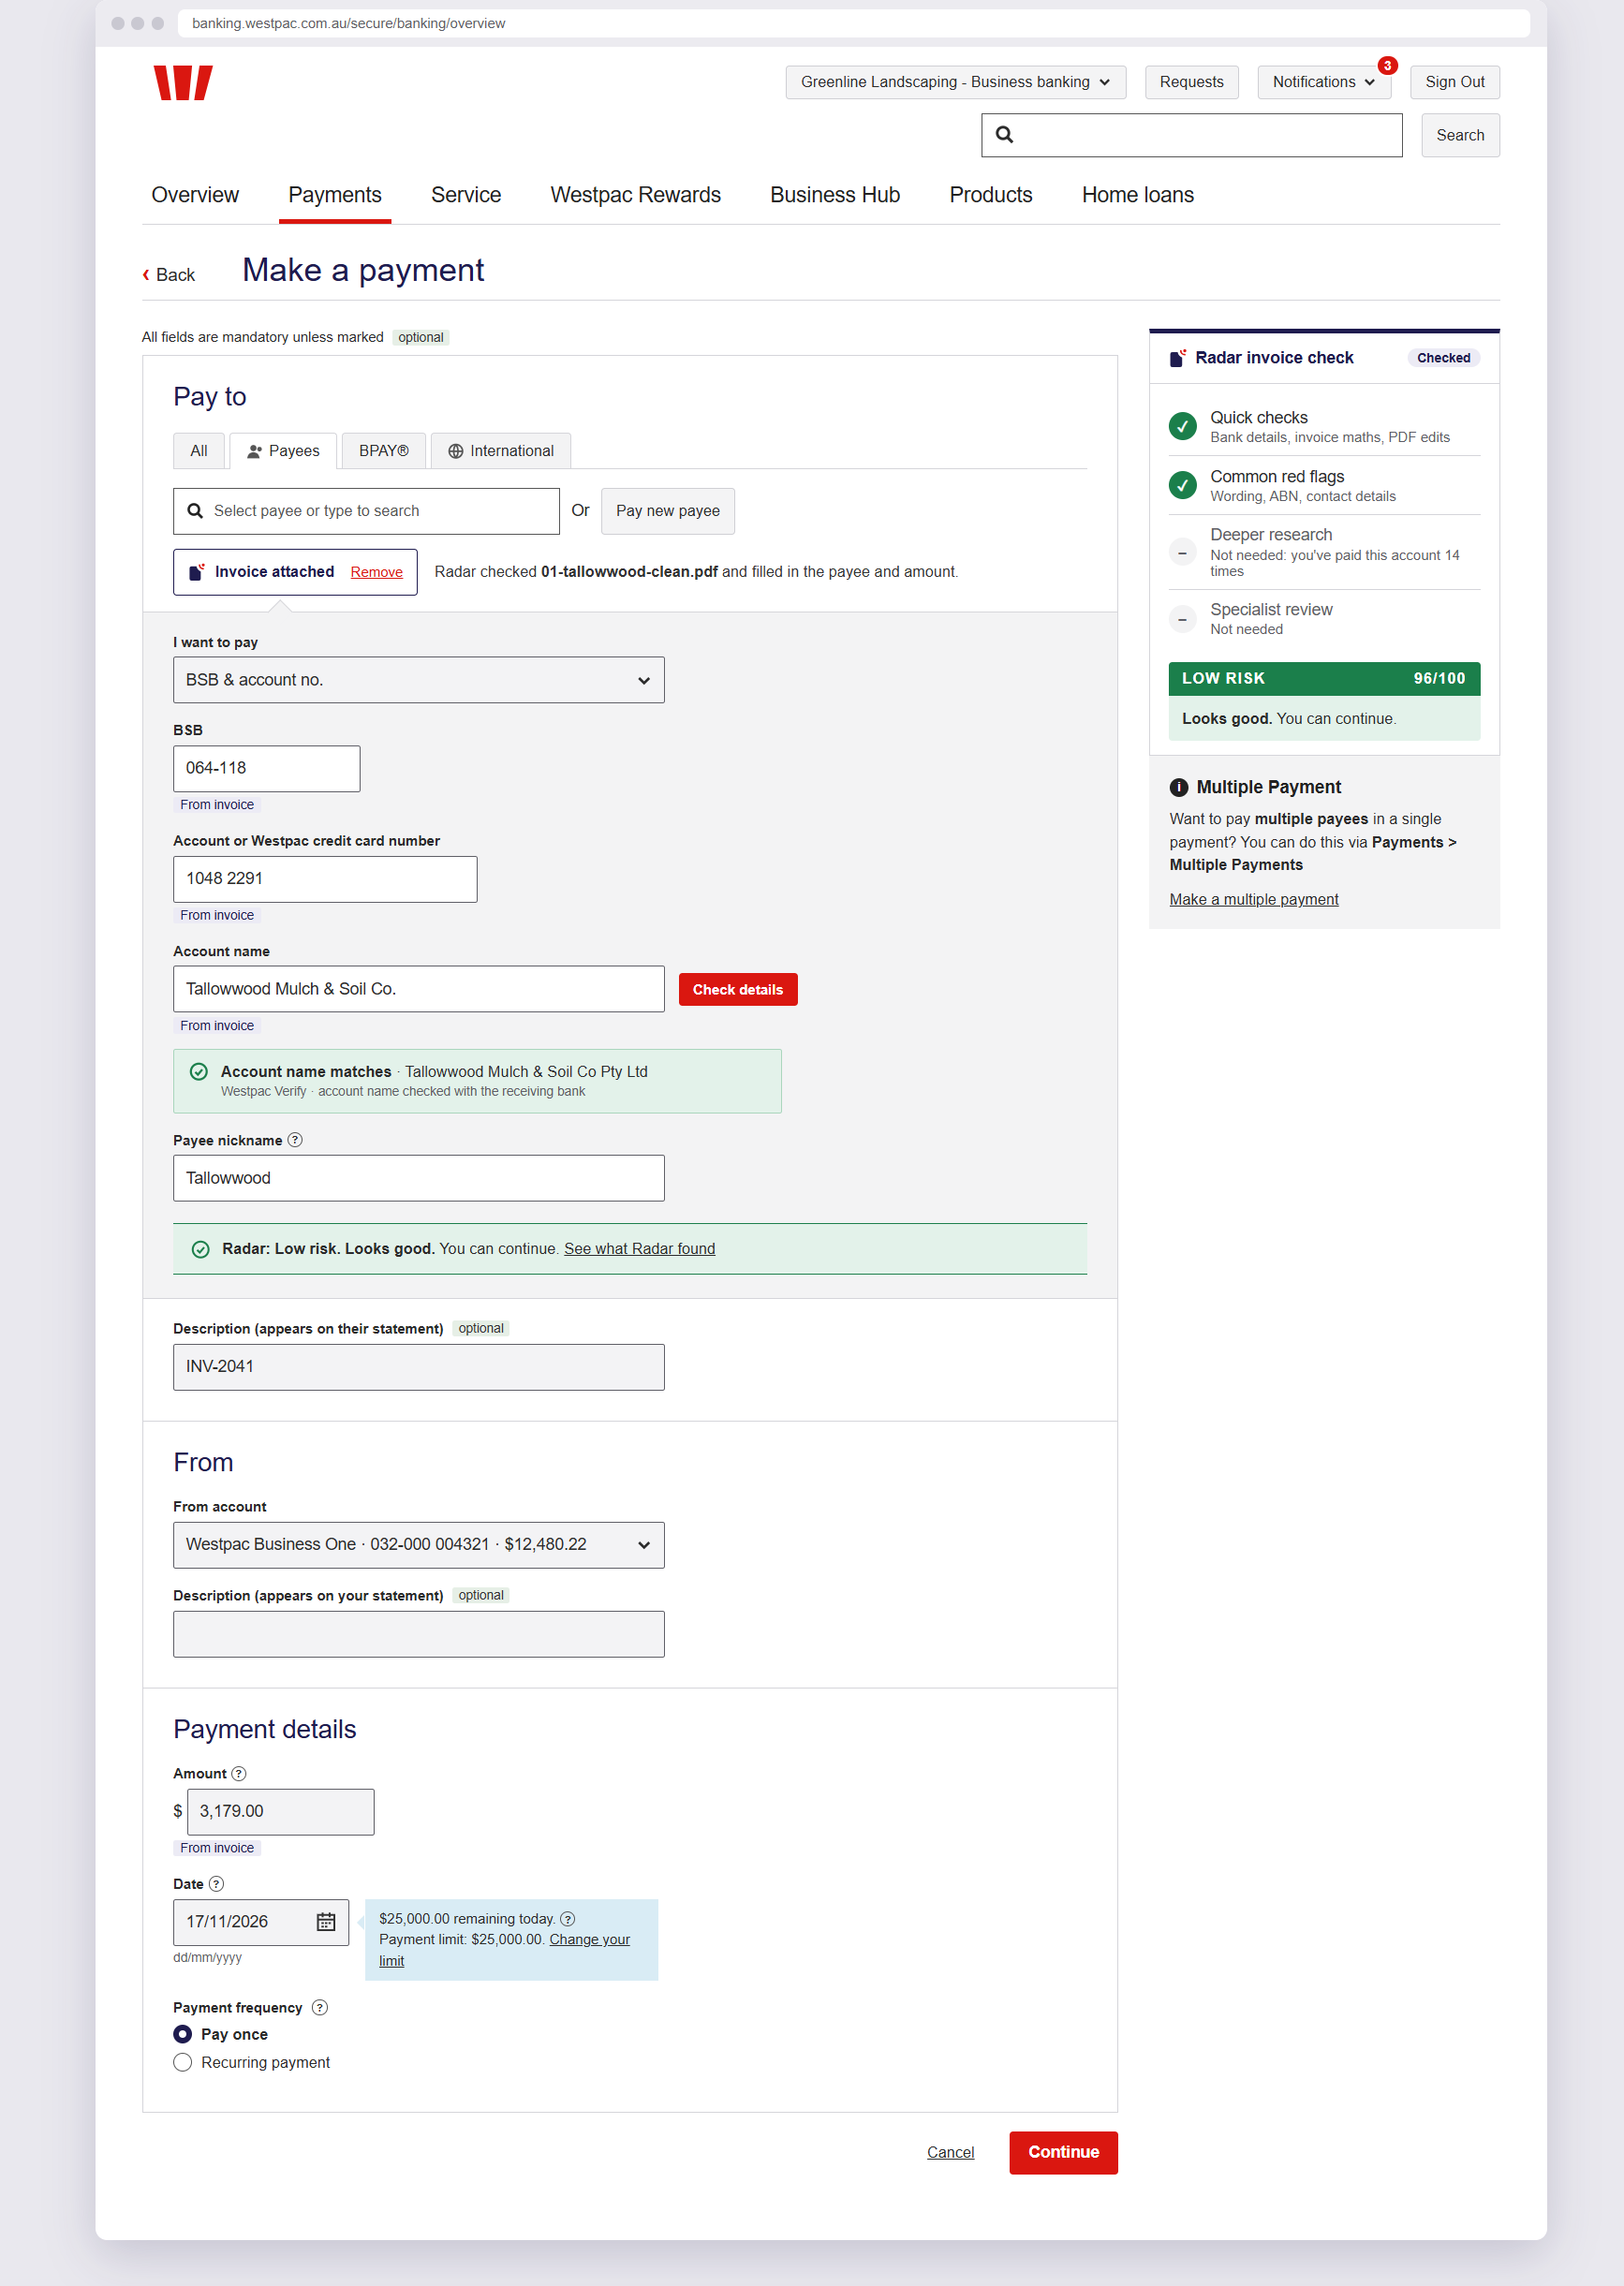 banking.westpac.com.au/secure/banking/overview
Greenline Landscaping - Business banking
Requests
Notifications
3
Sign Out
Search
Overview
Payments
Service
Westpac Rewards
Business Hub
Products
Home loans
Back
Make a payment
All fields are mandatory unless marked optional
Pay to
All
Payees
BPAY®
International
Select payee or type to search
Or
Pay new payee
Invoice attached
Remove
Radar checked 01-tallowwood-clean.pdf and filled in the payee and amount.
I want to pay
BSB & account no.
BSB
064-118
From invoice
Account or Westpac credit card number
1048 2291
From invoice
Account name
Tallowwood Mulch & Soil Co.
Check details
From invoice
Account name matches · Tallowwood Mulch & Soil Co Pty Ltd
Westpac Verify · account name checked with the receiving bank
Payee nickname ?
Tallowwood
Radar: Low risk. Looks good. You can continue. See what Radar found
Description (appears on their statement) optional
INV-2041
From
From account
Westpac Business One · 032-000 004321 · $12,480.22
Description (appears on your statement) optional
Payment details
Amount ?
$ 3,179.00
From invoice
Date ?
17/11/2026
dd/mm/yyyy
$25,000.00 remaining today. ?
Payment limit: $25,000.00. Change your
limit
Payment frequency ?
Pay once
Recurring payment
Cancel
Continue
Radar invoice check
Checked
Quick checks
Bank details, invoice maths, PDF edits
Common red flags
Wording, ABN, contact details
Deeper research
Not needed: you've paid this account 14
times
Specialist review
Not needed
LOW RISK 96/100
Looks good. You can continue.
i Multiple Payment
Want to pay multiple payees in a single
payment? You can do this via Payments >
Multiple Payments
Make a multiple payment